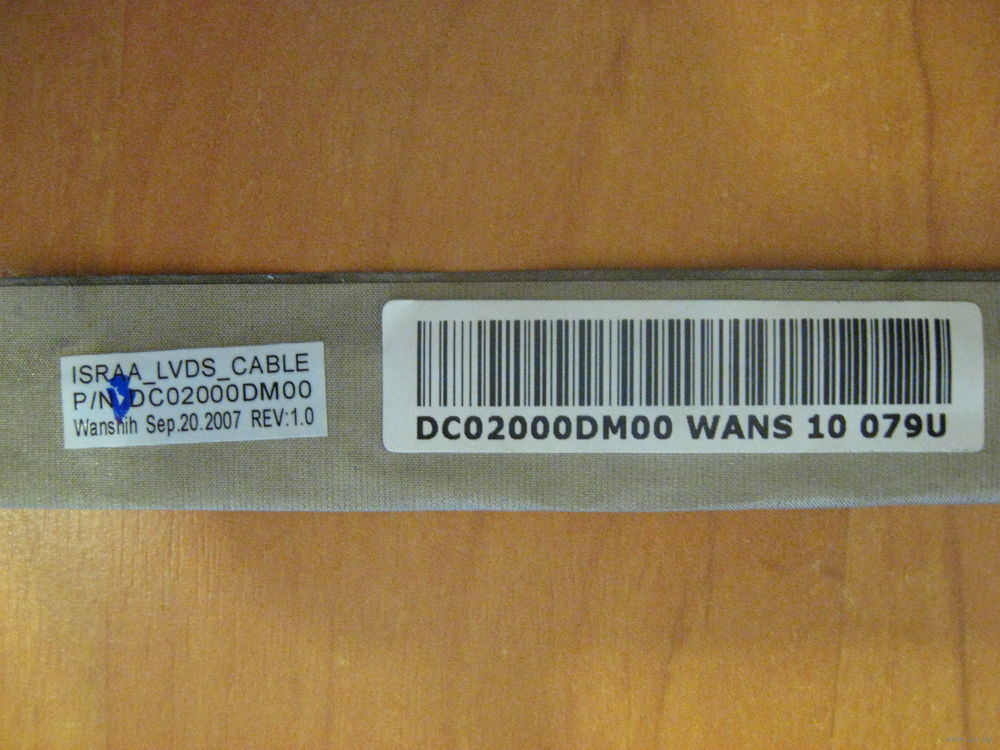 ISRAA_LVDS_CABLE
P/N:DC02000DM00
Wanshih Sep.20.2007 REV:1.0
DC02000DM00 WANS 10 079U